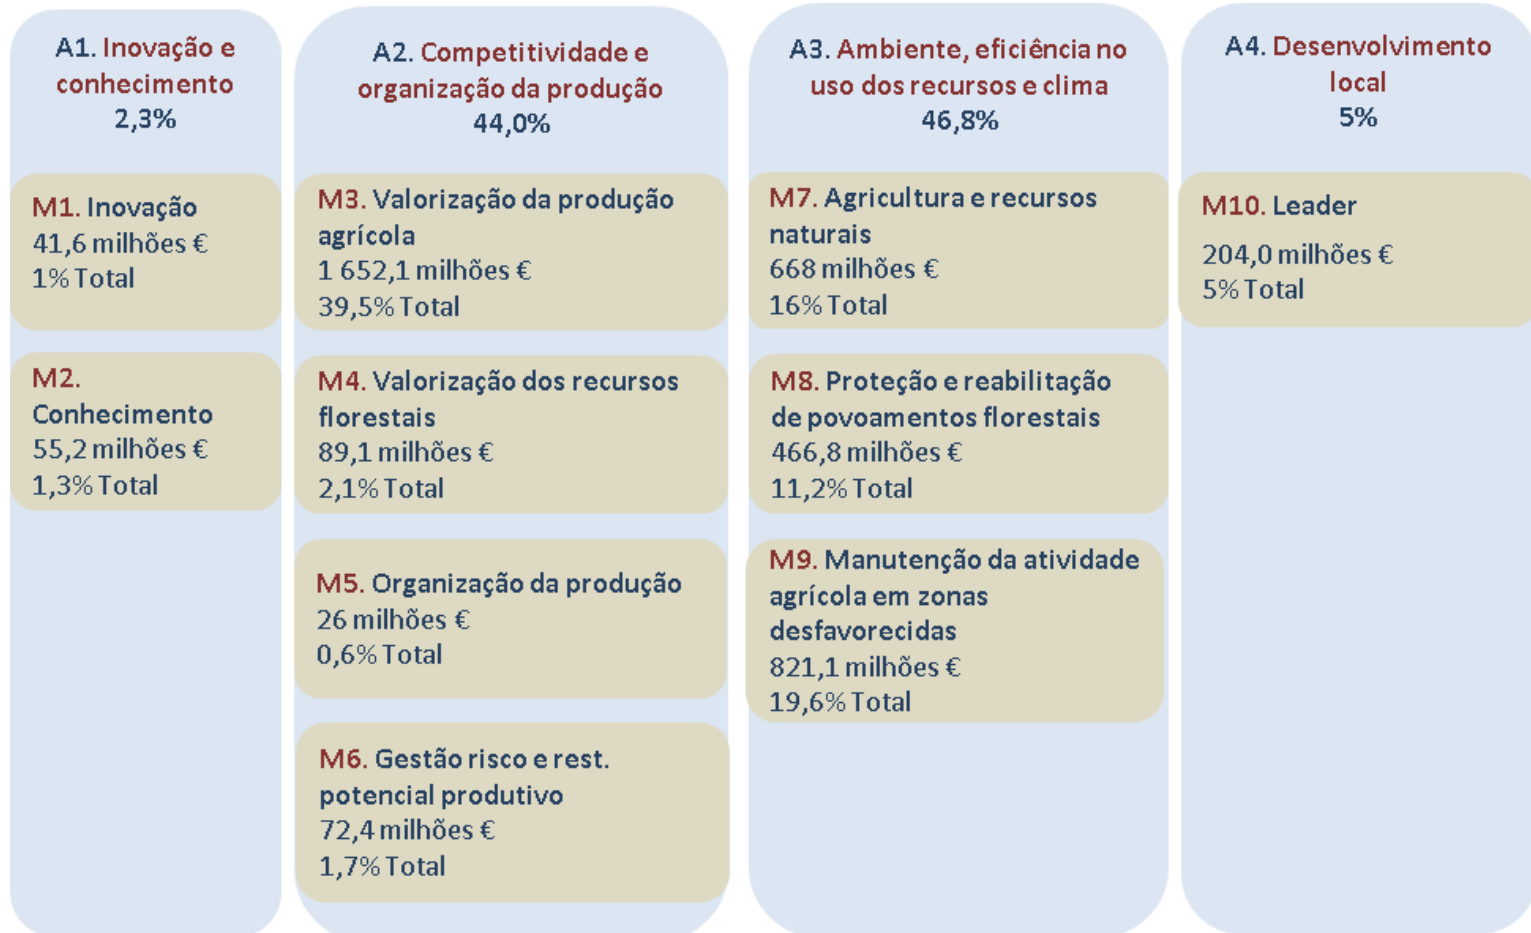 A1. Inovação e
conhecimento
2,3%
M1. Inovação
41,6 milhões €
1% Total
M2.
Conhecimento
55,2 milhões €
1,3% Total
A2. Competitividade e
organização da produção
44,0%
M3. Valorização da produção
agrícola
1 652,1 milhões €
39,5% Total
M4. Valorização dos recursos
florestais
89,1 milhões €
2,1% Total
M5. Organização da produção
26 milhões €
0,6% Total
M6. Gestão risco e rest.
potencial produtivo
72,4 milhões €
1,7% Total
A3. Ambiente, eficiência no
uso dos recursos e clima
46,8%
M7. Agricultura e recursos
naturais
668 milhões €
16% Total
M8. Proteção e reabilitação
de povoamentos florestais
466,8 milhões €
11,2% Total
M9. Manutenção da atividade
agrícola em zonas
desfavorecidas
821,1 milhões €
19,6% Total
A4. Desenvolvimento
local
5%
M10. Leader
204,0 milhões €
5% Total